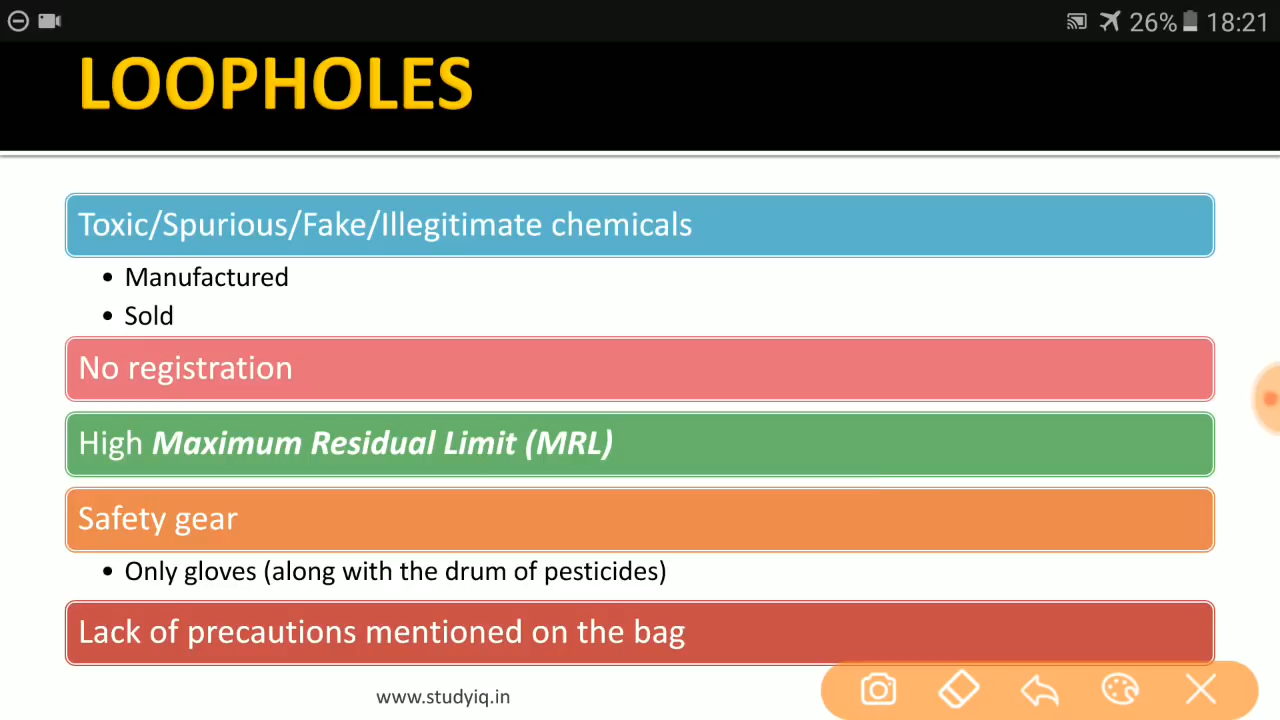 26% 18:21
LOOPHOLES
Toxic/Spurious/Fake/Illegitimate chemicals
• Manufactured
• Sold
No registration
High Maximum Residual Limit (MRL)
Safety gear
• Only gloves (along with the drum of pesticides)
Lack of precautions mentioned on the bag
www.studyiq.in